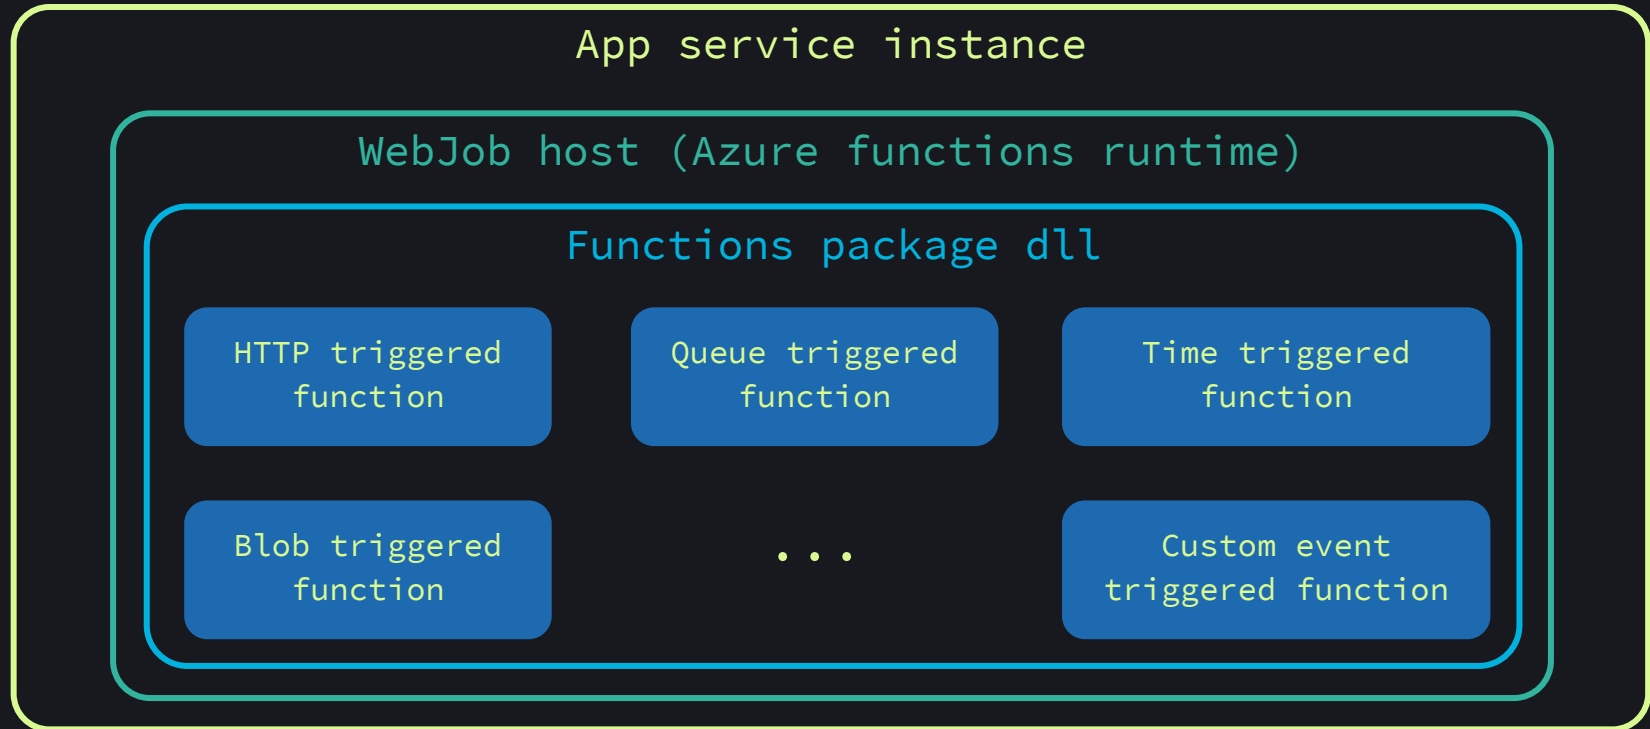 App service instance
WebJob host (Azure functions runtime)
Functions package dll
HTTP triggered
function
Queue triggered
function
Time triggered
function
Blob triggered
function
...
Custom event
triggered function